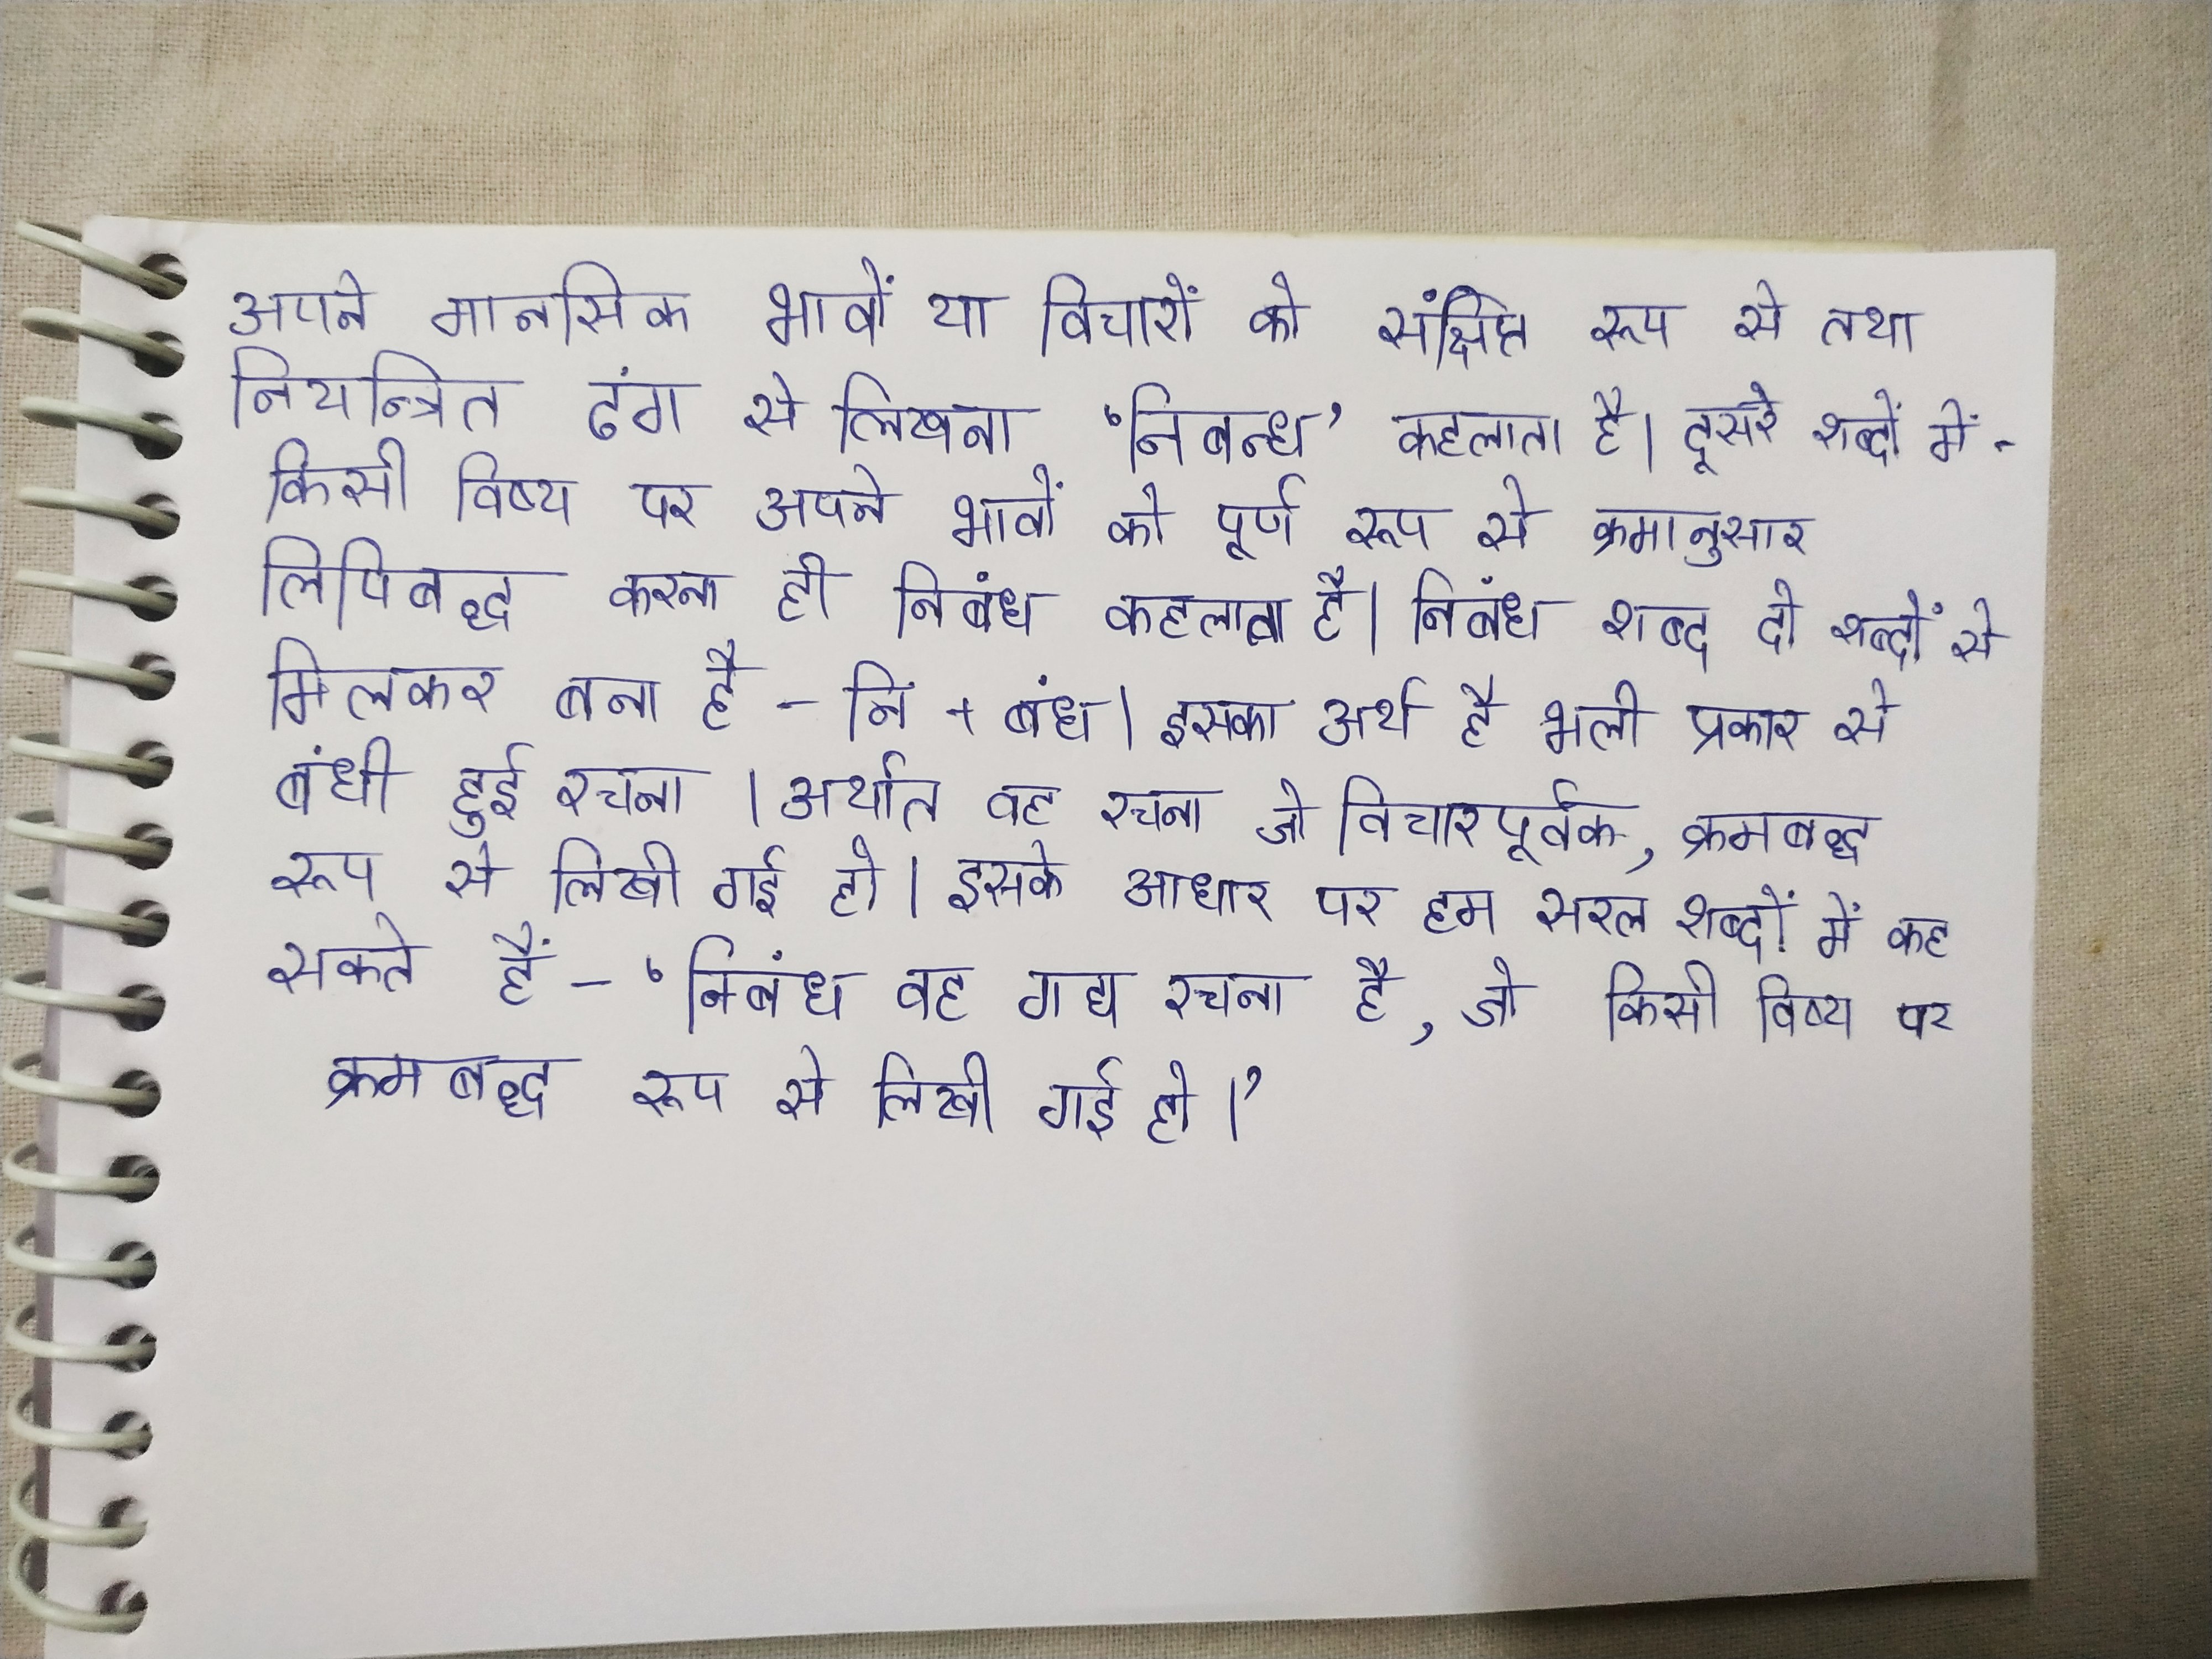 अपने मानसिक भावों या विचारों को संक्षिप्त रूप से तथा
नियन्त्रित ढंग से लिखना 'निबन्ध' कहलाता है। दूसरे शब्दों में -
किसी विषय पर अपने भावों को पूर्ण रूप से क्रमानुसार
लिपिबद्ध करना ही निबंध कहलाता है। निबंध शब्द दो शब्दों से
मिलकर बना है - नि + बंध। इसका अर्थ है भली प्रकार से
बंधी हुई रचना । अर्थात वह रचना जो विचारपूर्वक, क्रमबद्ध
रूप से लिखी गई हो। इसके आधार पर हम सरल शब्दों में कह
सकते हैं - 'निबंध वह गद्य रचना है, जो किसी विषय पर
क्रमबद्ध रूप से लिखी गई हो।'